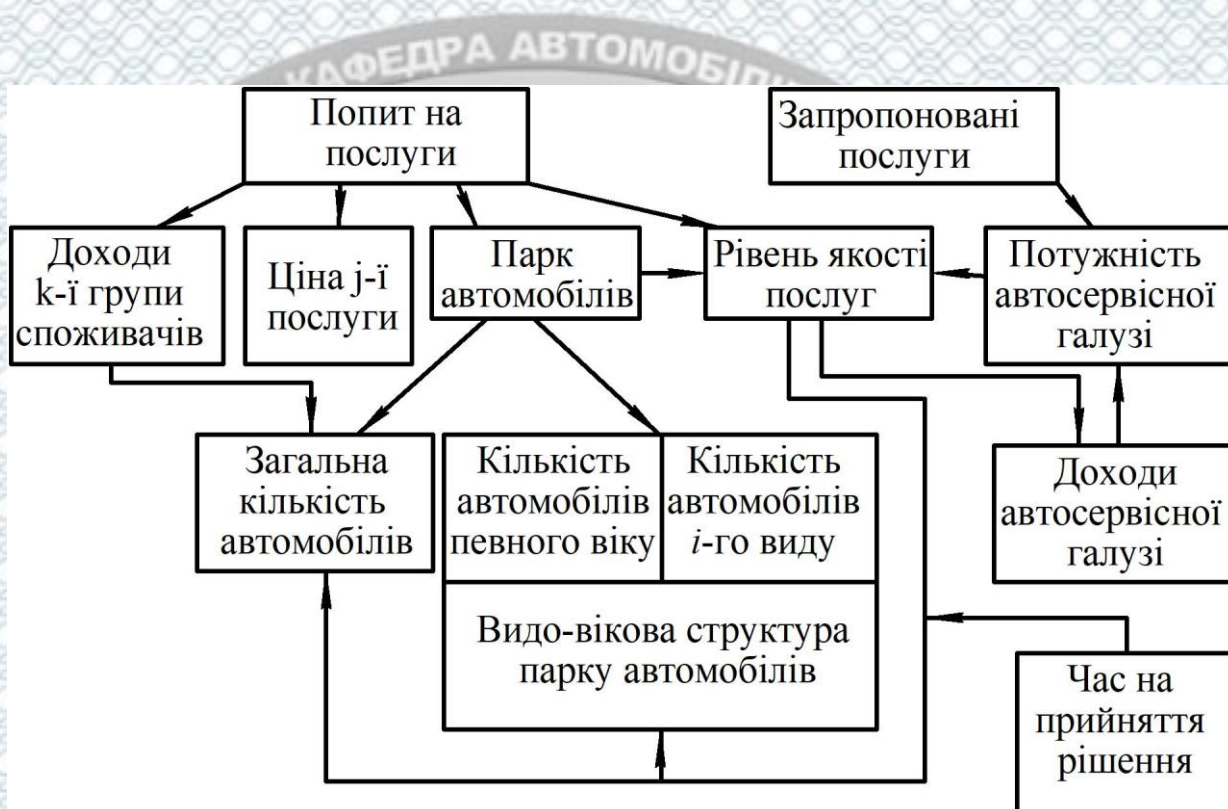 КАФЕДРА АВТОМОБІЛ
Попит на
послуги
Запропоновані
послуги
Доходи
k-ї групи
споживачів
Ціна j-ї
послуги
Парк
автомобілів
Рівень якості
послуг
Потужність
автосервісної
галузі
Загальна
кількість
автомобілів
Кількість
автомобілів
певного віку
Кількість
автомобілів
i-го виду
Доходи
автосервісної
галузі
Видо-вікова структура
парку автомобілів
Час на
прийняття
рішення